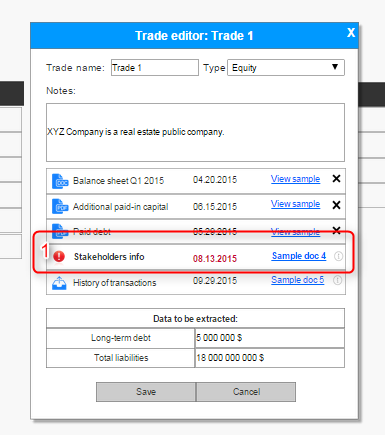 Trade editor: Trade 1 X
Trade name: Trade 1 Type Equity
Notes:
XYZ Company is a real estate public company.
DOC Balance sheet Q1 2015 04.20.2015 View sample X
PDF Additional paid-in capital 06.15.2015 View sample X
PDF Paid debt 05.29.2015 View sample X
1
Stakeholders info 08.13.2015 Sample doc 4
History of transactions 09.29.2015 Sample doc 5
Data to be extracted:
Long-term debt 5 000 000 $
Total liabilities 18 000 000 000 $
Save Cancel